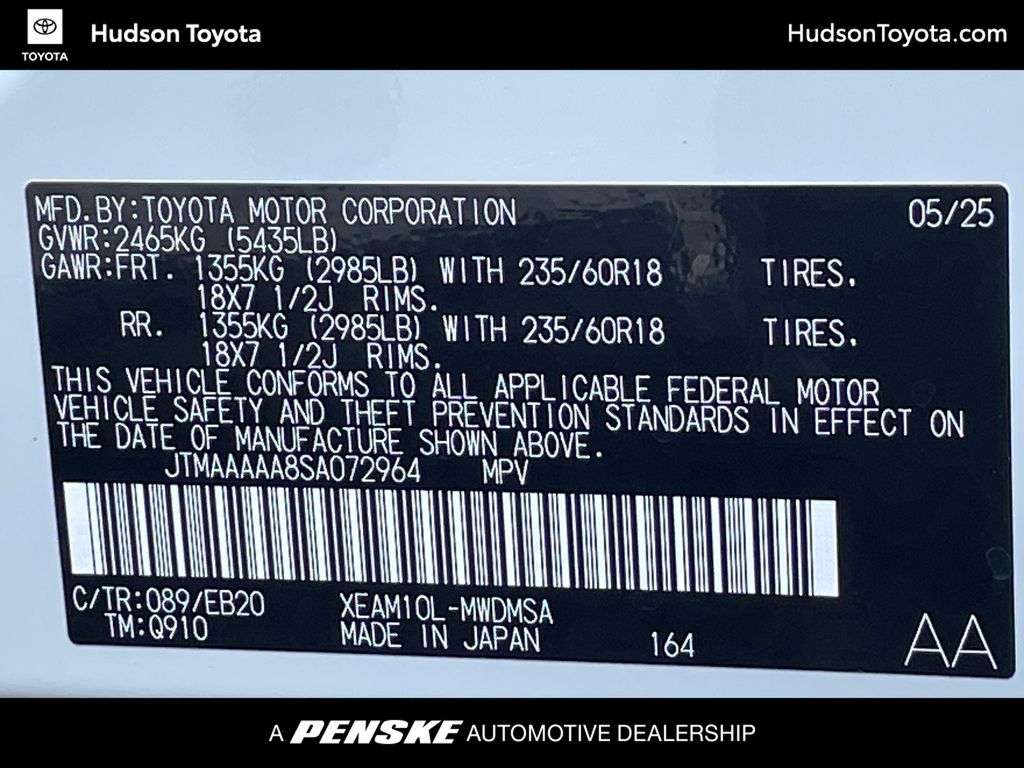 TOYOTA
Hudson Toyota
HudsonToyota.com
MFD.BY:TOYOTA MOTOR CORPORATION 05/25
GVWR:2465KG (5435LB)
GAWR:FRT. 1355KG (2985LB) WITH 235/60R18 TIRES.
18X7 1/2J RIMS.
RR. 1355KG (2985LB) WITH 235/60R18 TIRES.
18X7 1/2J RIMS.
THIS VEHICLE CONFORMS TO ALL APPLICABLE FEDERAL MOTOR
VEHICLE SAFETY AND THEFT PREVENTION STANDARDS IN EFFECT ON
THE DATE OF MANUFACTURE SHOWN ABOVE.
JTMAAAAA8SA072964 MPV
C/TR:089/EB20 XEAM10L-MWDMSA
TM:Q910 MADE IN JAPAN 164 AA
A PENSKE AUTOMOTIVE DEALERSHIP